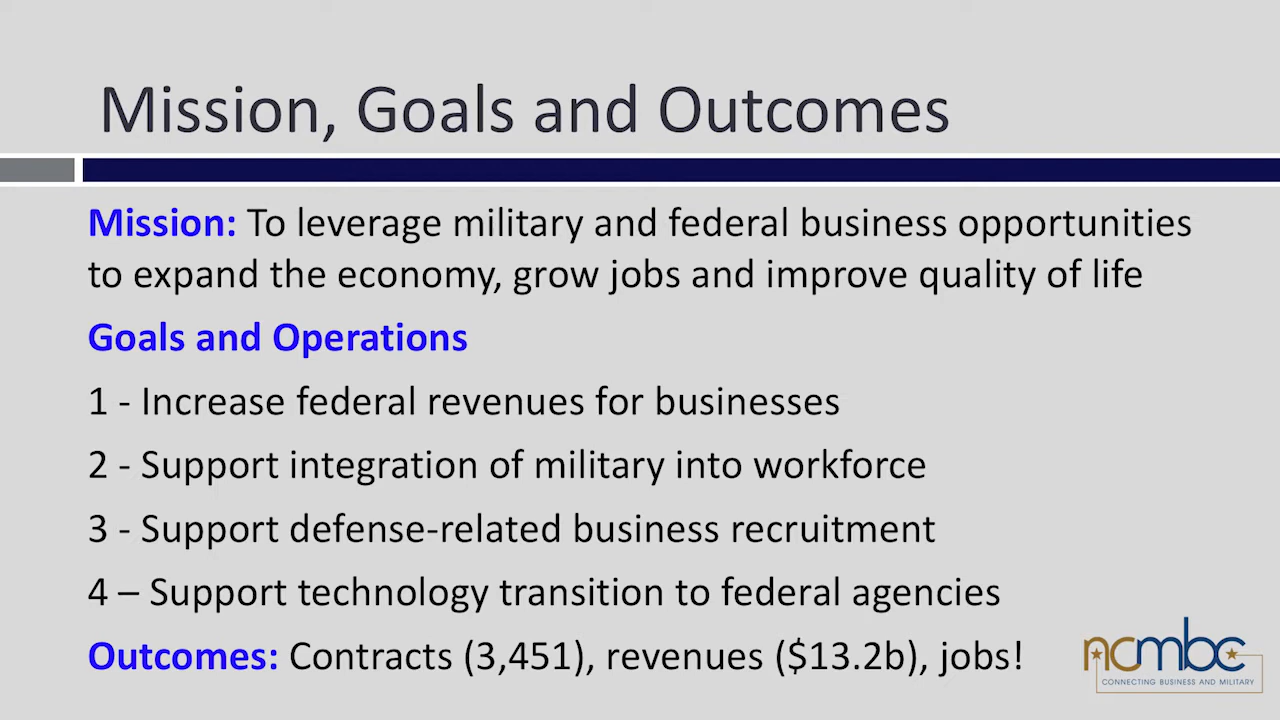 Mission, Goals and Outcomes
Mission: To leverage military and federal business opportunities
to expand the economy, grow jobs and improve quality of life
Goals and Operations
1 - Increase federal revenues for businesses
2 - Support integration of military into workforce
3 - Support defense-related business recruitment
4 – Support technology transition to federal agencies
Outcomes: Contracts (3,451), revenues ($13.2b), jobs!
ncmbc
CONNECTING BUSINESS AND MILITARY